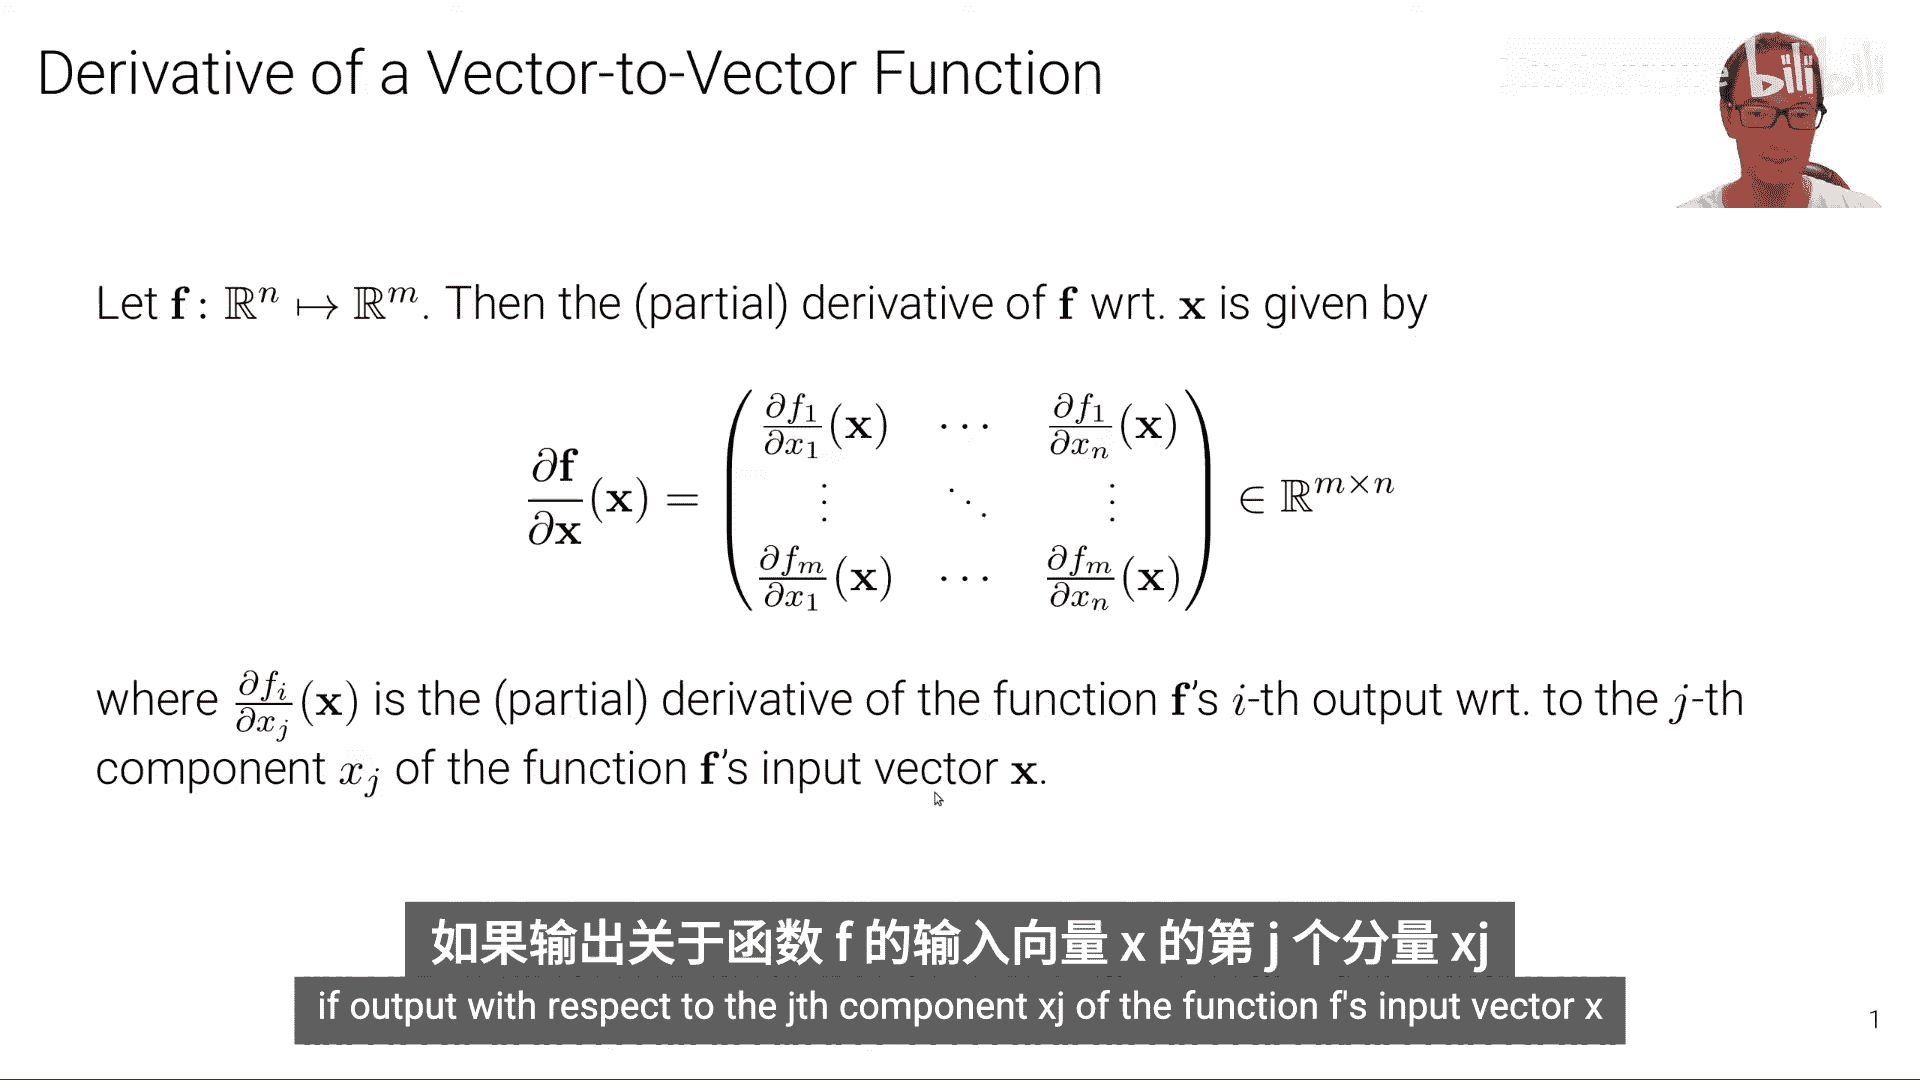 Derivative of a Vector-to-Vector Function
bili
bili
Let f : ℝⁿ ↦ ℝᵐ. Then the (partial) derivative of f wrt. x is given by
∂f/∂x (x) = ( ∂f₁/∂x₁ (x) ⋯ ∂f₁/∂xₙ (x)
⋮ ⋱ ⋮
∂fₘ/∂x₁ (x) ⋯ ∂fₘ/∂xₙ (x) ) ∈ ℝᵐˣⁿ
where ∂fᵢ/∂xⱼ (x) is the (partial) derivative of the function f’s i-th output wrt. to the j-th
component xⱼ of the function f’s input vector x.
如果输出关于函数 f 的输入向量 x 的第 j 个分量 xj
if output with respect to the jth component xj of the function f's input vector x
1